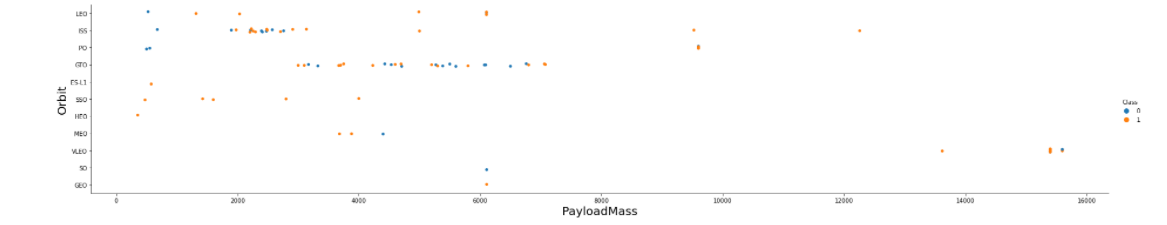 LEO
ISS
PO
GTO
ES-L1
SSO
HEO
MEO
VLEO
SO
GEO
Orbit
0 2000 4000 6000 8000 10000 12000 14000 16000
PayloadMass
Class
0
1